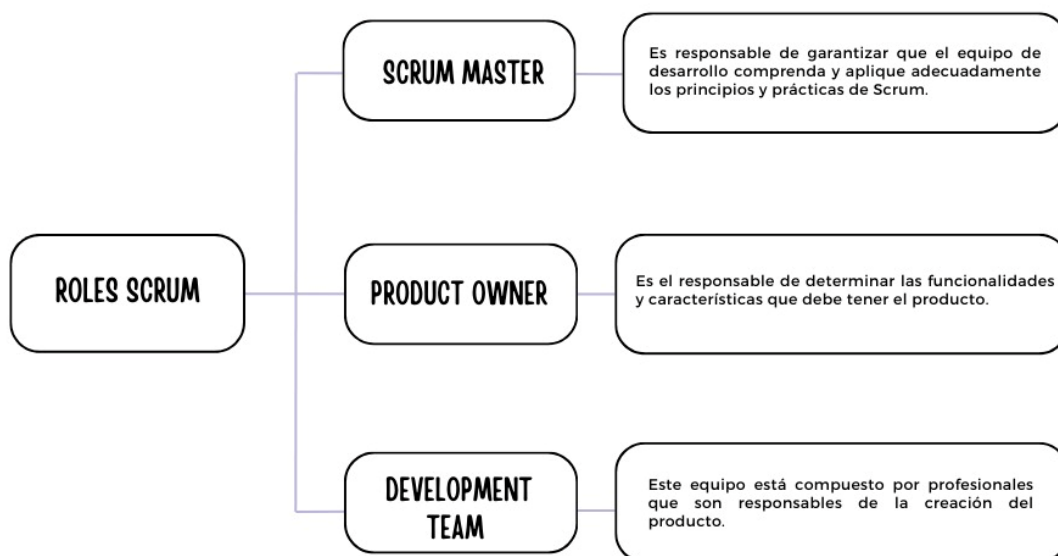 SCRUM MASTER
Es responsable de garantizar que el equipo de
desarrollo comprenda y aplique adecuadamente
los principios y prácticas de Scrum.
ROLES SCRUM
PRODUCT OWNER
Es el responsable de determinar las funcionalidades
y características que debe tener el producto.
DEVELOPMENT
TEAM
Este equipo está compuesto por profesionales
que son responsables de la creación del
producto.